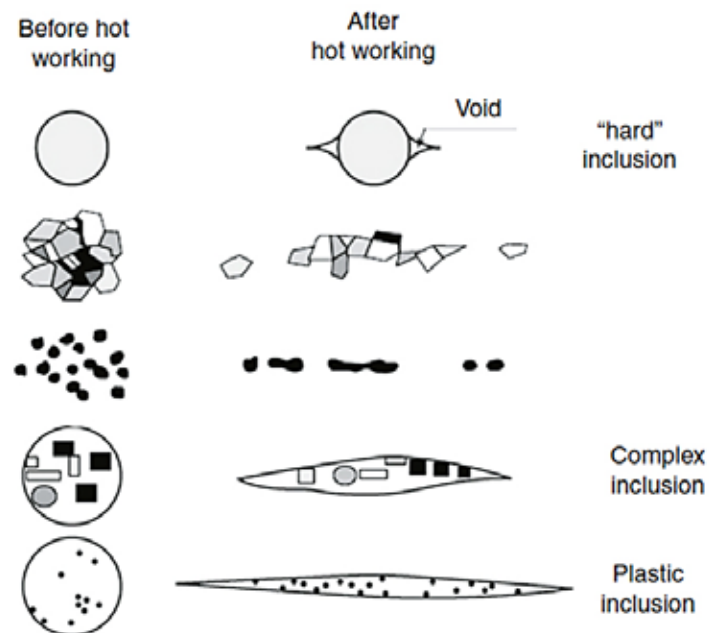 Before hot
working
After
hot working
Void
“hard”
inclusion
Complex
inclusion
Plastic
inclusion